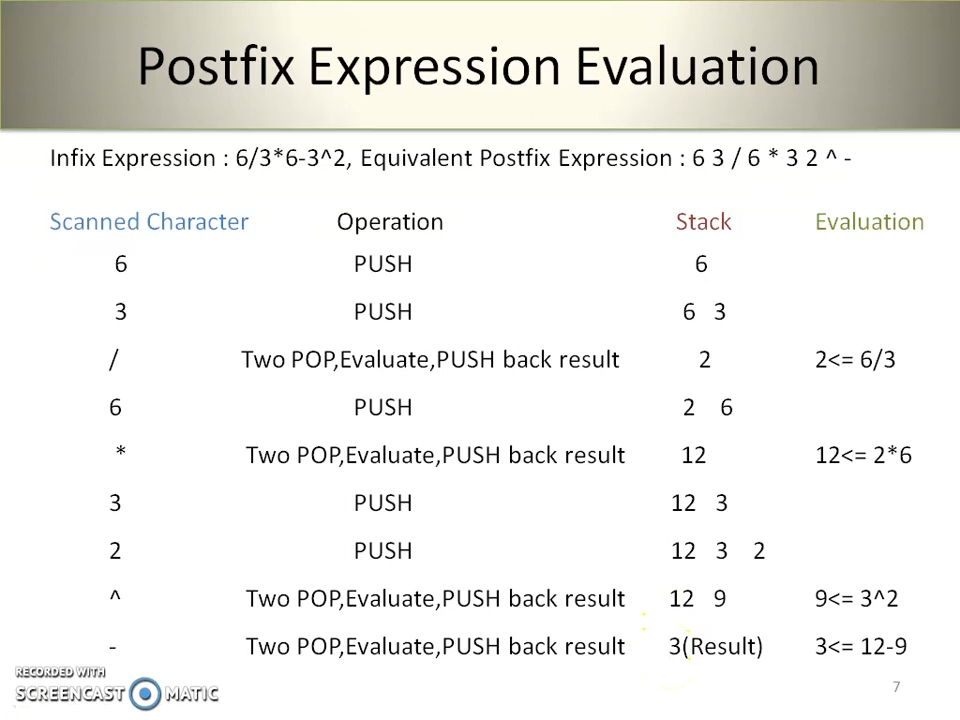 Postfix Expression Evaluation
Infix Expression : 6/3*6-3^2, Equivalent Postfix Expression : 6 3 / 6 * 3 2 ^ -
Scanned Character Operation Stack Evaluation
6 PUSH 6
3 PUSH 6 3
/ Two POP,Evaluate,PUSH back result 2 2<= 6/3
6 PUSH 2 6
* Two POP,Evaluate,PUSH back result 12 12<= 2*6
3 PUSH 12 3
2 PUSH 12 3 2
^ Two POP,Evaluate,PUSH back result 12 9 9<= 3^2
- Two POP,Evaluate,PUSH back result 3(Result) 3<= 12-9
RECORDED WITH
SCREENCAST MATIC
7